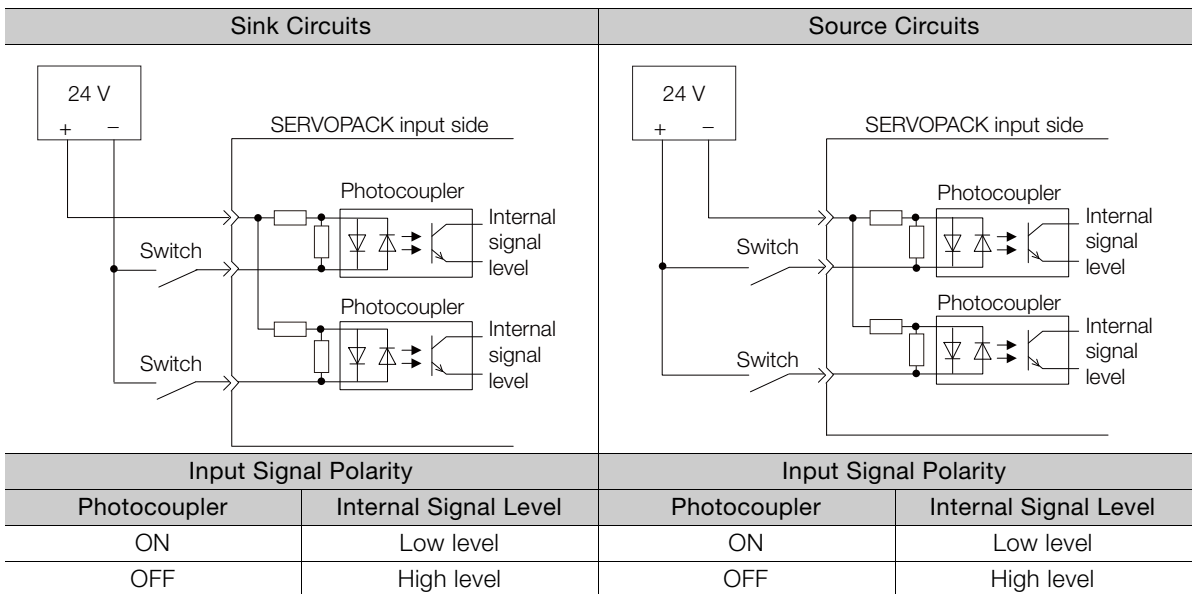 Sink Circuits
Source Circuits
24 V
+ −
SERVOPACK input side
Photocoupler
Internal
signal
level
Switch
Photocoupler
Internal
signal
level
Switch
24 V
+ −
SERVOPACK input side
Photocoupler
Internal
signal
level
Switch
Photocoupler
Internal
signal
level
Switch
Input Signal Polarity
Input Signal Polarity
Photocoupler Internal Signal Level Photocoupler Internal Signal Level
ON Low level ON Low level
OFF High level OFF High level